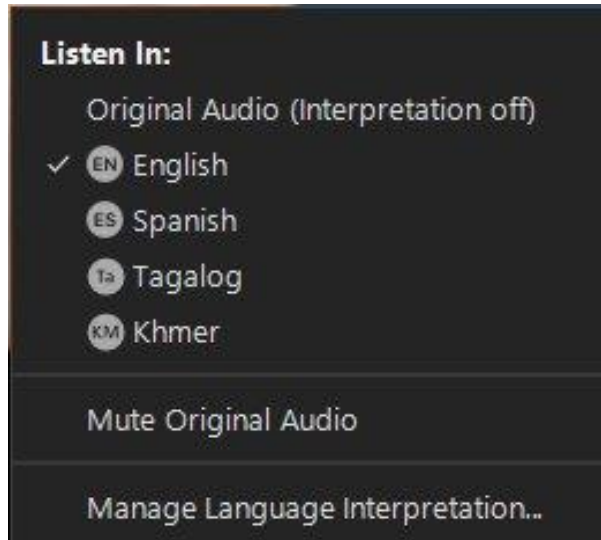 Listen In:
Original Audio (Interpretation off)
EN English
ES Spanish
Ta Tagalog
KM Khmer
Mute Original Audio
Manage Language Interpretation...